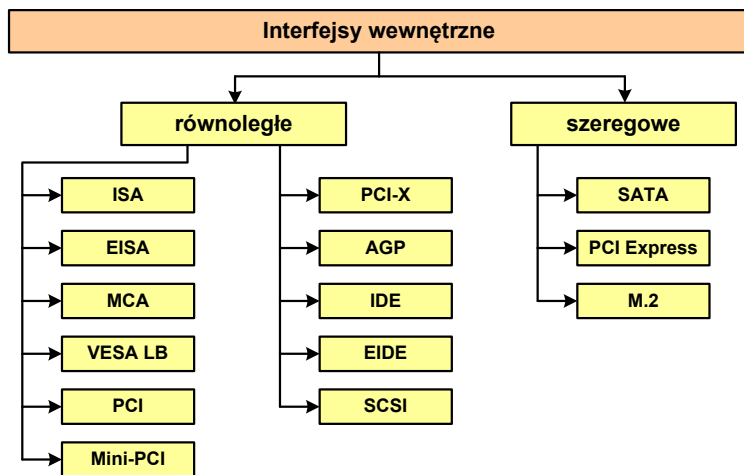 Interfejsy wewnętrzne
równoległe
szeregowe
ISA
EISA
MCA
VESA LB
PCI
Mini-PCI
PCI-X
AGP
IDE
EIDE
SCSI
SATA
PCI Express
M.2